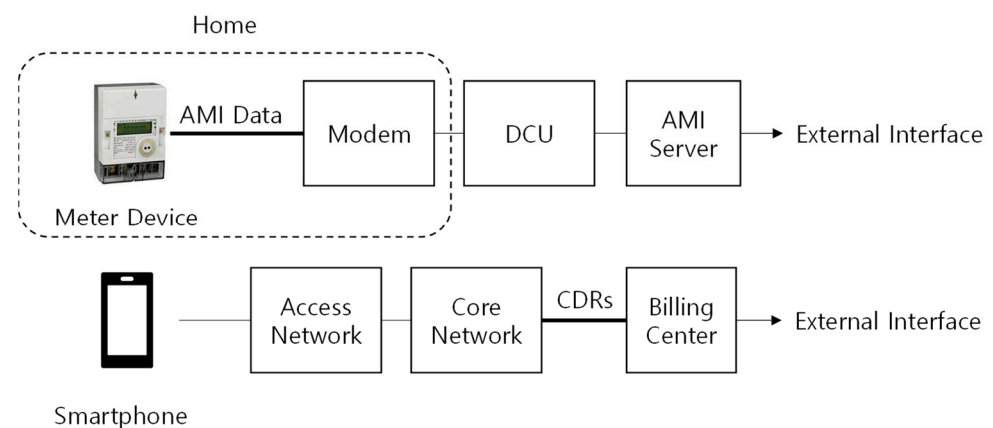 Home
AMI Data
Modem
DCU
AMI
Server
External Interface
Meter Device
Access
Network
Core
Network
CDRs
Billing
Center
External Interface
Smartphone